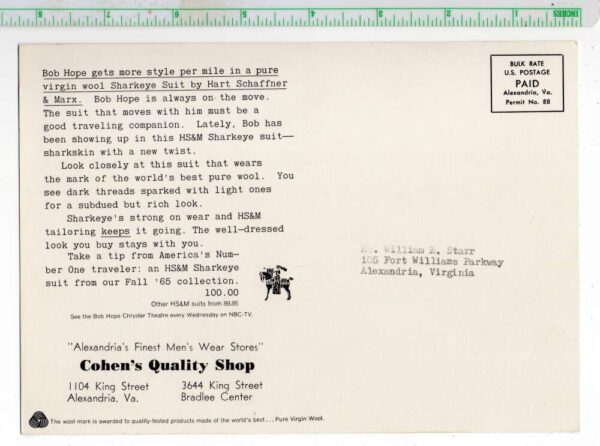 8 7 6 5 4 3 2 1 INCHES
Bob Hope gets more style per mile in a pure
virgin wool Sharkeye Suit by Hart Schaffner
& Marx. Bob Hope is always on the move.
The suit that moves with him must be a
good traveling companion. Lately, Bob has
been showing up in this HS&M Sharkeye suit—
sharkskin with a new twist.
Look closely at this suit that wears
the mark of the world's best pure wool. You
see dark threads sparked with light ones
for a subdued but rich look.
Sharkeye's strong on wear and HS&M
tailoring keeps it going. The well-dressed
look you buy stays with you.
Take a tip from America's Num-
ber One traveler: an HS&M Sharkeye
suit from our Fall '65 collection.
100.00
Other HS&M suits from 89.95
See the Bob Hope Chrysler Theatre every Wednesday on NBC-TV.
"Alexandria's Finest Men's Wear Stores"
Cohen's Quality Shop
1104 King Street 3644 King Street
Alexandria, Va. Bradlee Center
The wool mark is awarded to quality-tested products made of the world's best... Pure Virgin Wool.
BULK RATE
U.S. POSTAGE
PAID
Alexandria, Va.
Permit No. 88
Mr. William E. Starr
105 Fort Williams Parkway
Alexandria, Virginia